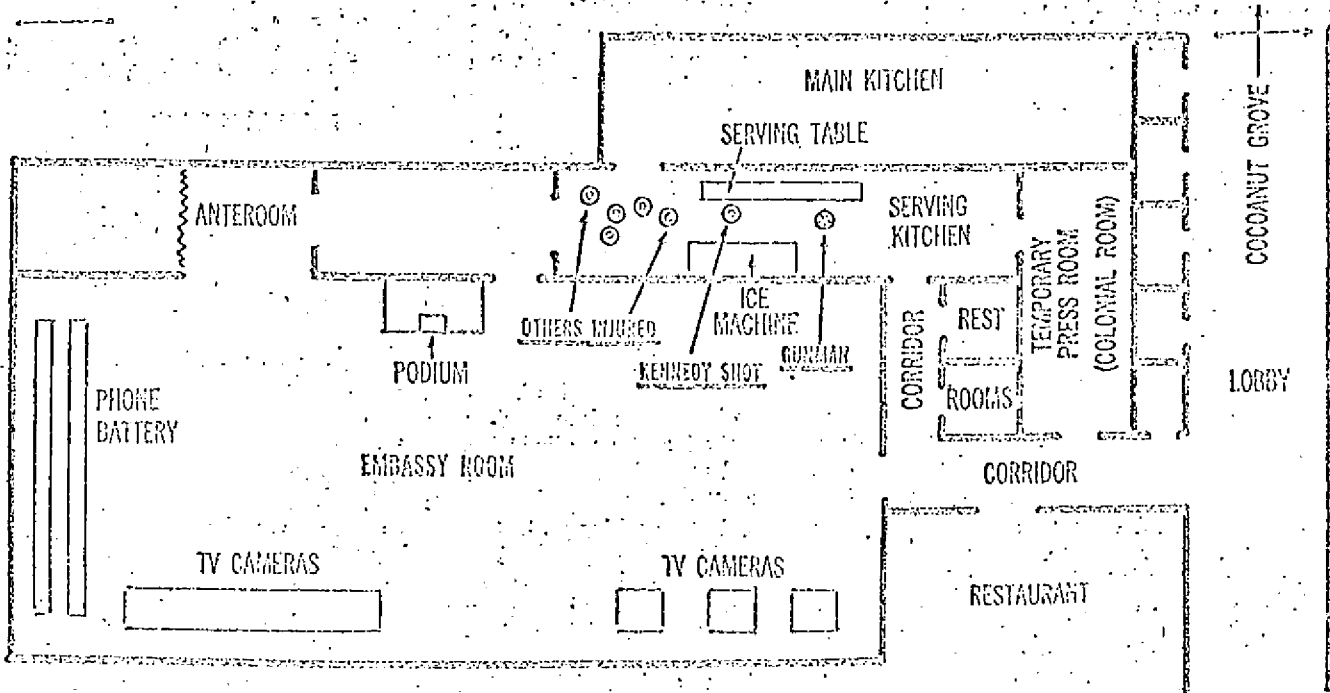 MAIN KITCHEN
COCOANUT GROVE
SERVING TABLE
ANTEROOM
SERVING
KITCHEN
TEMPORARY
PRESS ROOM
(COLONIAL ROOM)
ICE
MACHINE
OTHERS INJURED
KENNEDY SHOT
GUNMAN
CORRIDOR
REST
ROOMS
PODIUM
LOBBY
PHONE
BATTERY
EMBASSY ROOM
CORRIDOR
TV CAMERAS
TV CAMERAS
RESTAURANT